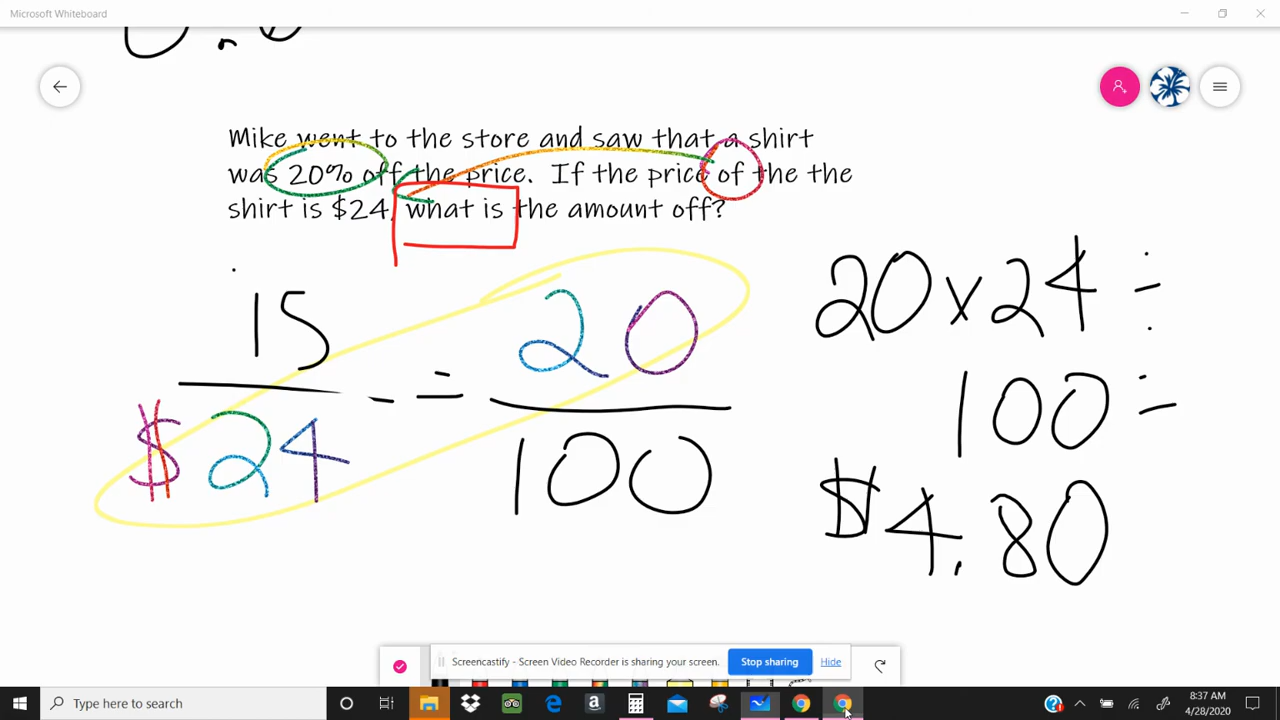 Microsoft Whiteboard
Mike went to the store and saw that a shirt
was 20% off the price. If the price of the the
shirt is $24, what is the amount off?
15
$24
=
20
100
20x24÷
100=
$4.80
Screencastify - Screen Video Recorder is sharing your screen.
Stop sharing
Hide
Type here to search
8:37 AM
4/28/2020